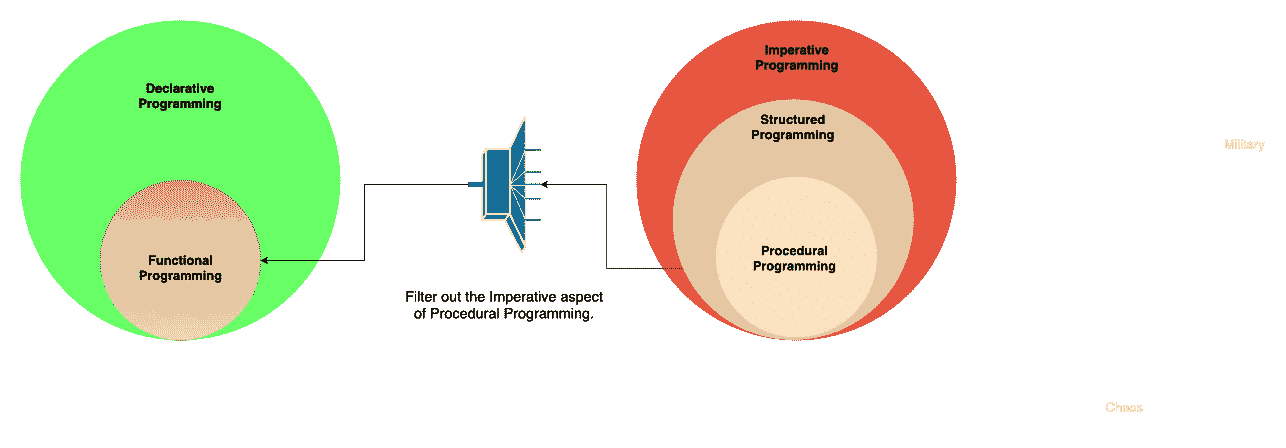 Declarative
Programming
Functional
Programming
Filter out the Imperative aspect
of Procedural Programming.
Imperative
Programming
Structured
Programming
Procedural
Programming
Military
Chaos